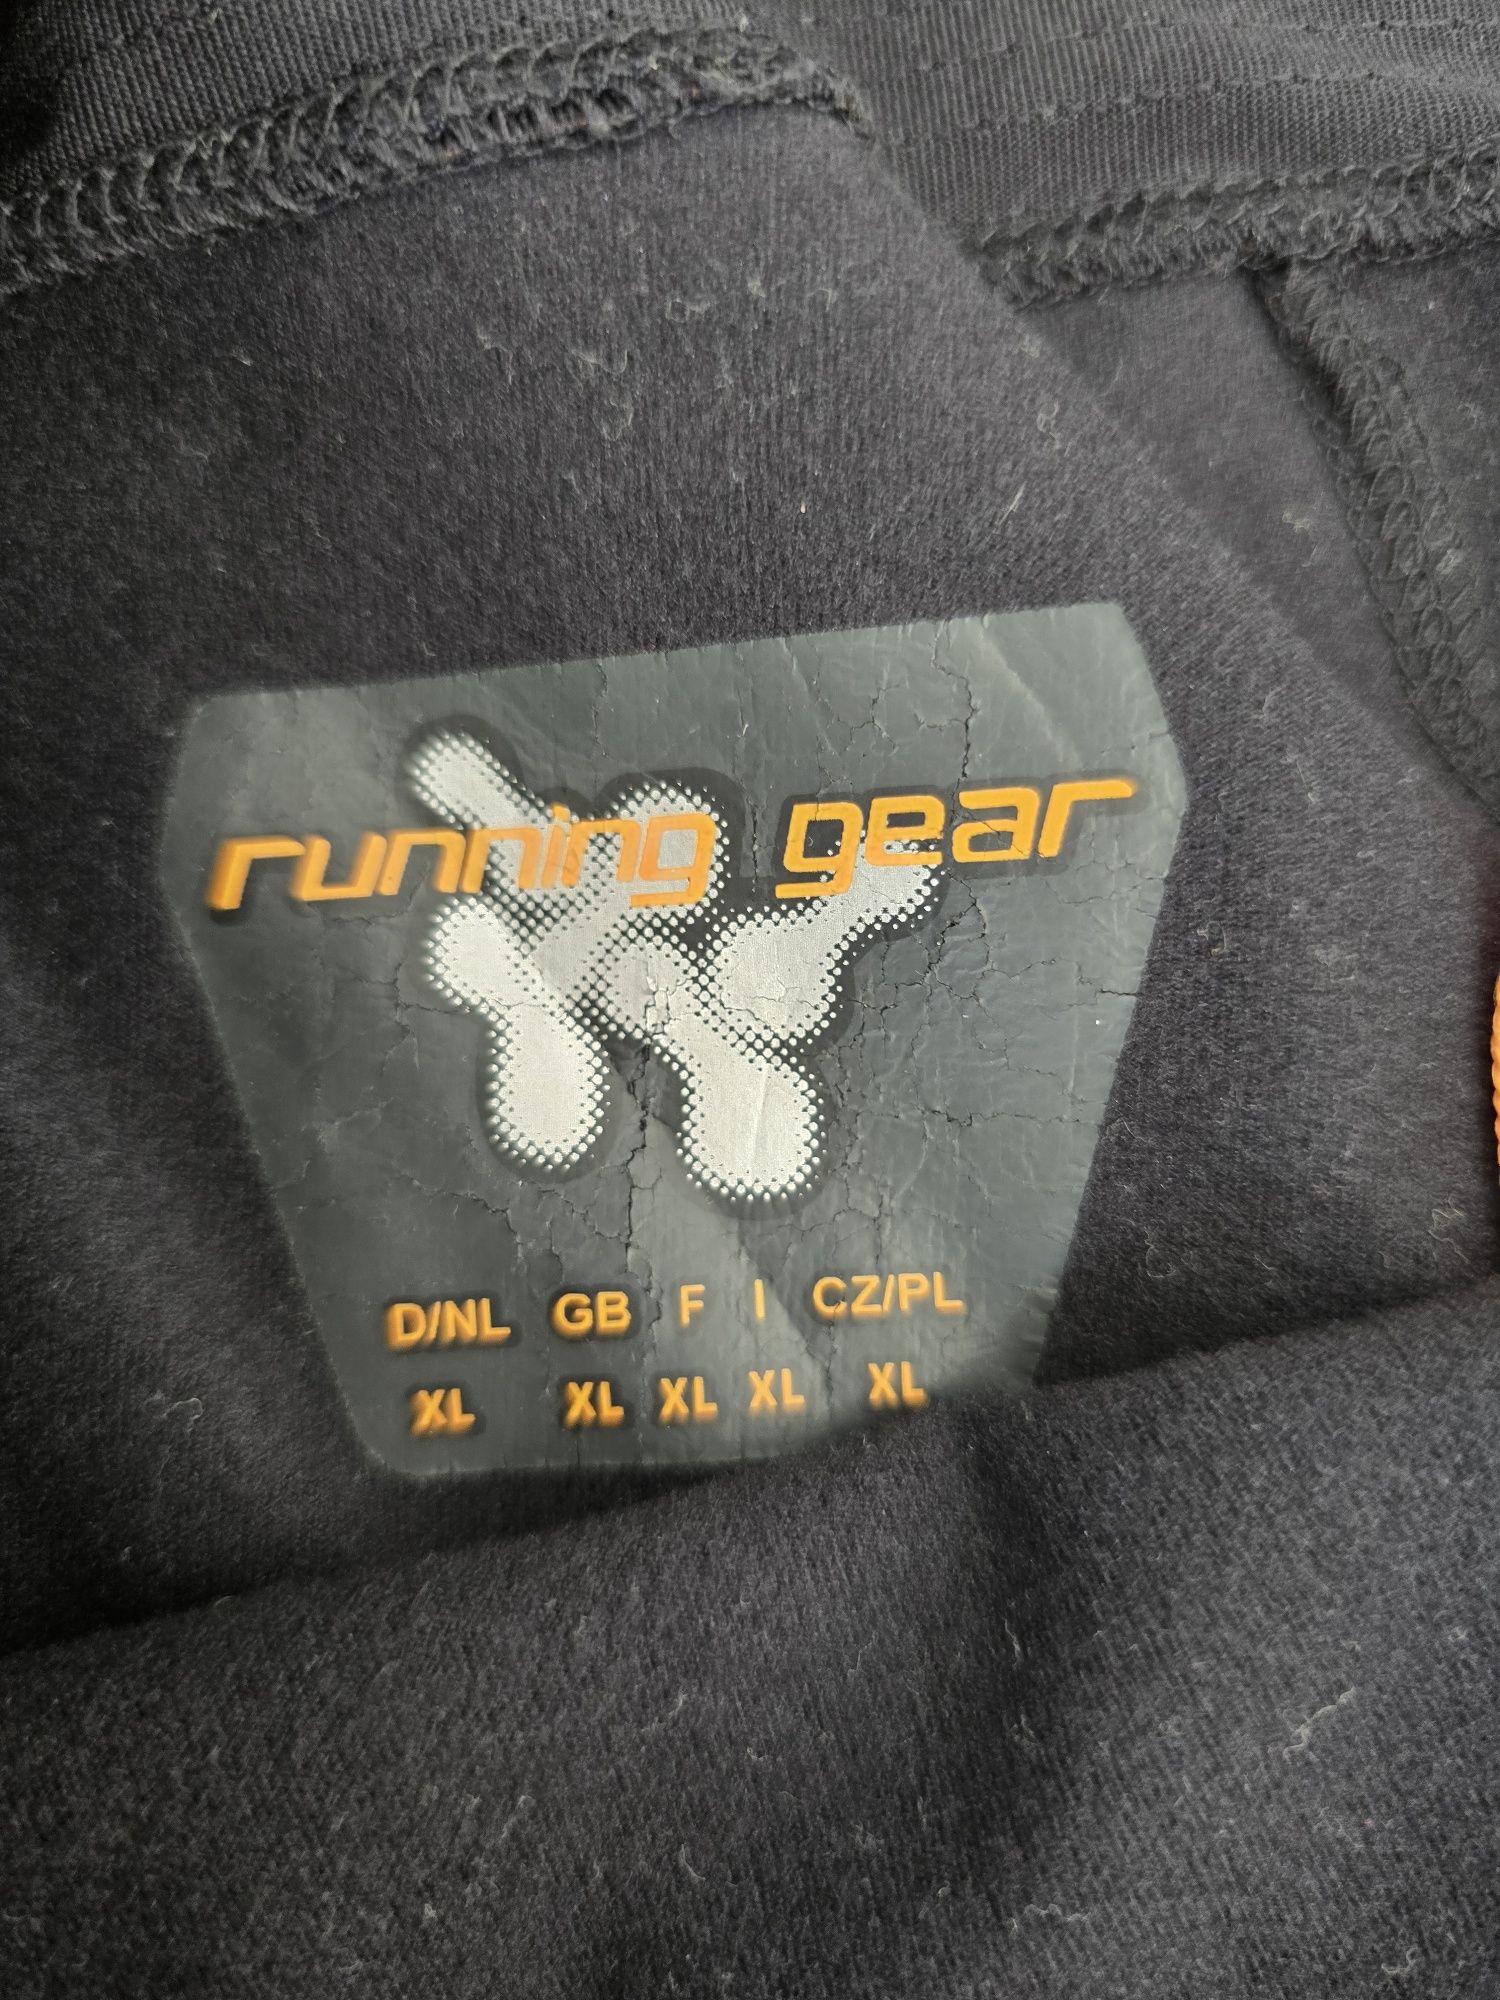 running gear
D/NL GB F I CZ/PL
XL XL XL XL XL